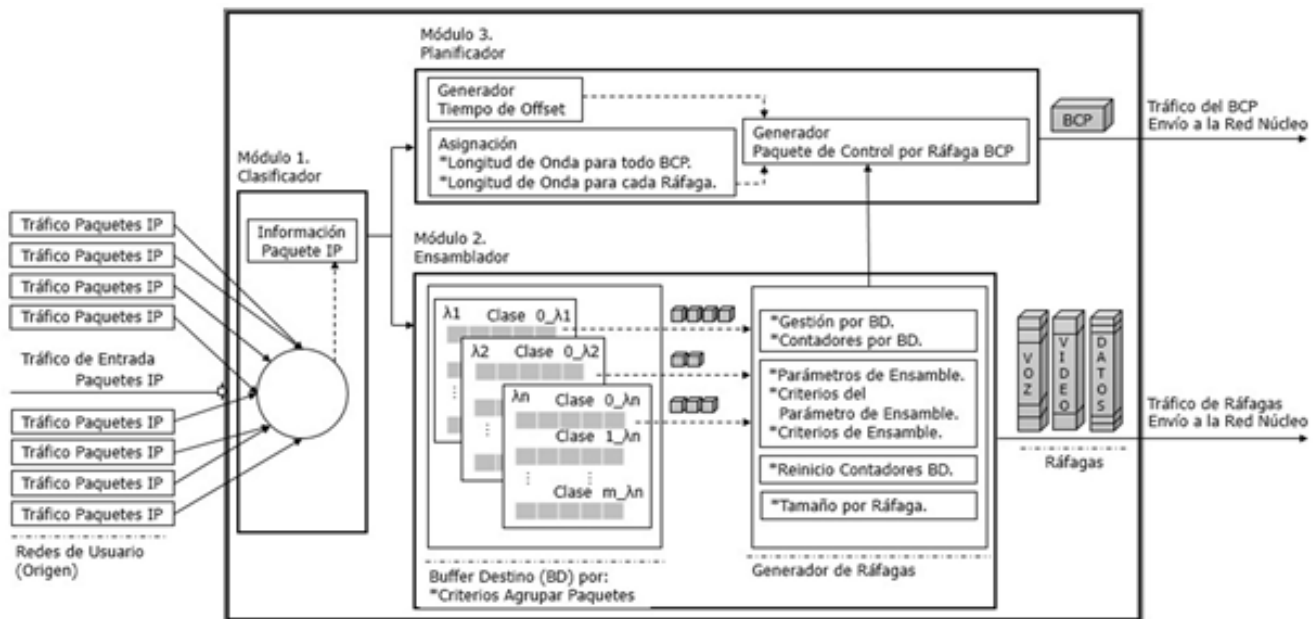 Módulo 3.
Planificador
Generador
Tiempo de Offset
Asignación
*Longitud de Onda para todo BCP.
*Longitud de Onda para cada Ráfaga.
Generador
Paquete de Control por Ráfaga BCP
BCP
Tráfico del BCP
Envío a la Red Núcleo
Módulo 1.
Clasificador
Información
Paquete IP
Tráfico Paquetes IP
Tráfico Paquetes IP
Tráfico Paquetes IP
Tráfico Paquetes IP
Tráfico de Entrada
Paquetes IP
Tráfico Paquetes IP
Tráfico Paquetes IP
Tráfico Paquetes IP
Tráfico Paquetes IP
Redes de Usuario
(Origen)
Módulo 2.
Ensamblador
λ1 Clase 0_λ1
λ2 Clase 0_λ2
λn Clase 0_λn
Clase 1_λn
Clase m_λn
Buffer Destino (BD) por:
*Criterios Agrupar Paquetes
*Gestión por BD.
*Contadores por BD.
*Parámetros de Ensamble.
*Criterios del
Parámetro de Ensamble.
*Criterios de Ensamble.
*Reinicio Contadores BD.
*Tamaño por Ráfaga.
Generador de Ráfagas
VOZ
VIDEO
DATOS
Ráfagas
Tráfico de Ráfagas
Envío a la Red Núcleo